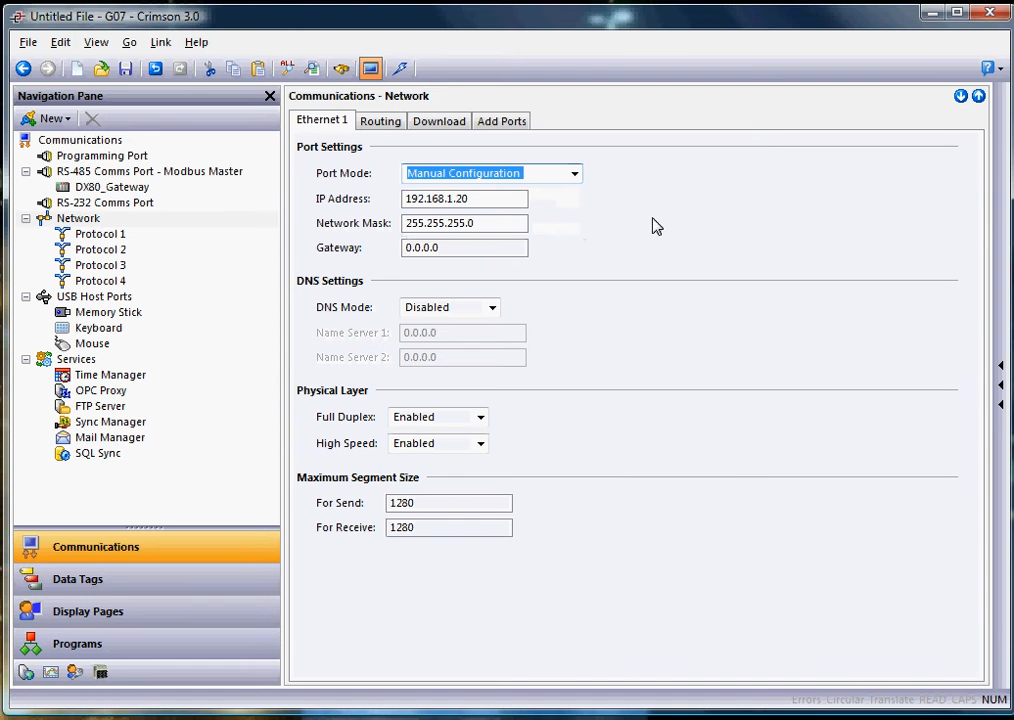 Untitled File - G07 - Crimson 3.0
File Edit View Go Link Help
ALL
Navigation Pane
New
Communications
Programming Port
RS-485 Comms Port - Modbus Master
DX80_Gateway
RS-232 Comms Port
Network
Protocol 1
Protocol 2
Protocol 3
Protocol 4
USB Host Ports
Memory Stick
Keyboard
Mouse
Services
Time Manager
OPC Proxy
FTP Server
Sync Manager
Mail Manager
SQL Sync
Communications
Data Tags
Display Pages
Programs
Communications - Network
Ethernet 1 Routing Download Add Ports
Port Settings
Port Mode: Manual Configuration
IP Address: 192.168.1.20
Network Mask: 255.255.255.0
Gateway: 0.0.0.0
DNS Settings
DNS Mode: Disabled
Name Server 1: 0.0.0.0
Name Server 2: 0.0.0.0
Physical Layer
Full Duplex: Enabled
High Speed: Enabled
Maximum Segment Size
For Send: 1280
For Receive: 1280
Errors Circular Translate READ CAPS NUM